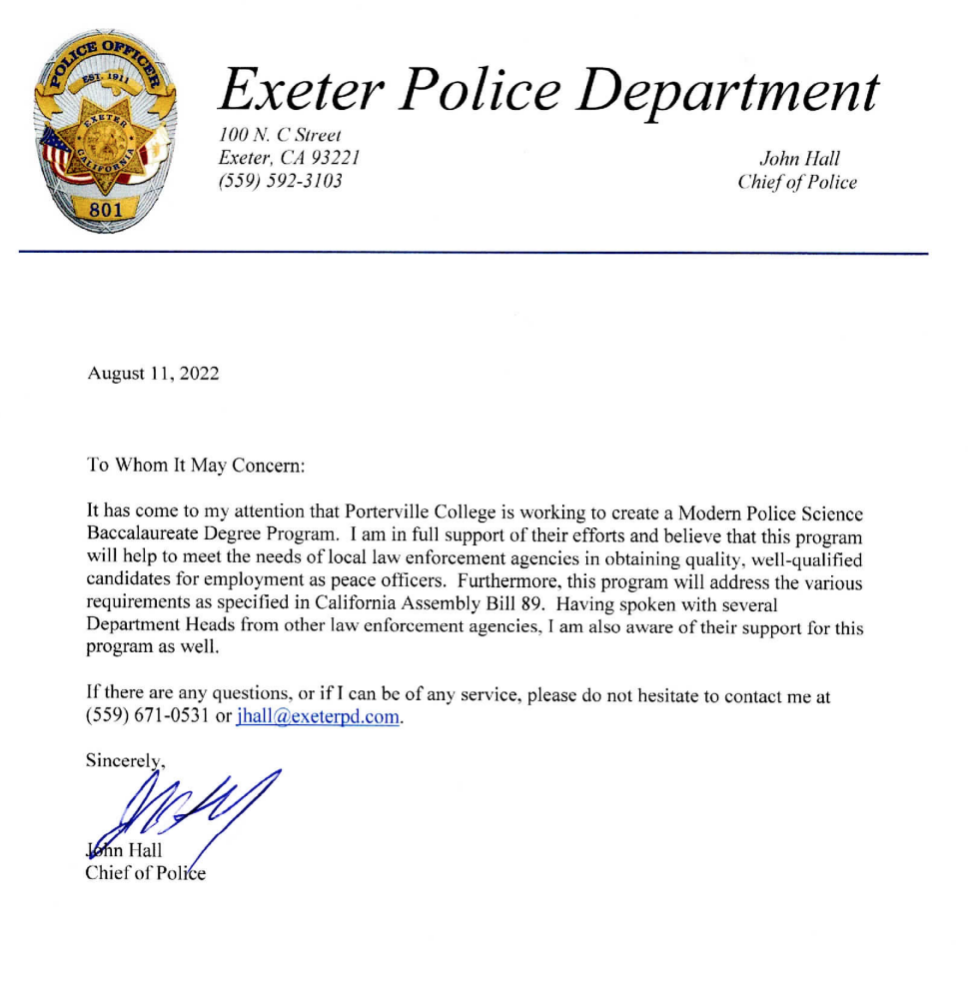 POLICE OFFICER
EST. 1911
EXETER
CALIFORNIA
801
Exeter Police Department
100 N. C Street
Exeter, CA 93221
(559) 592-3103
John Hall
Chief of Police
August 11, 2022
To Whom It May Concern:
It has come to my attention that Porterville College is working to create a Modern Police Science
Baccalaureate Degree Program.  I am in full support of their efforts and believe that this program
will help to meet the needs of local law enforcement agencies in obtaining quality, well-qualified
candidates for employment as peace officers.  Furthermore, this program will address the various
requirements as specified in California Assembly Bill 89.  Having spoken with several
Department Heads from other law enforcement agencies, I am also aware of their support for this
program as well.
If there are any questions, or if I can be of any service, please do not hesitate to contact me at
(559) 671-0531 or jhall@exeterpd.com.
Sincerely,
John Hall
Chief of Police